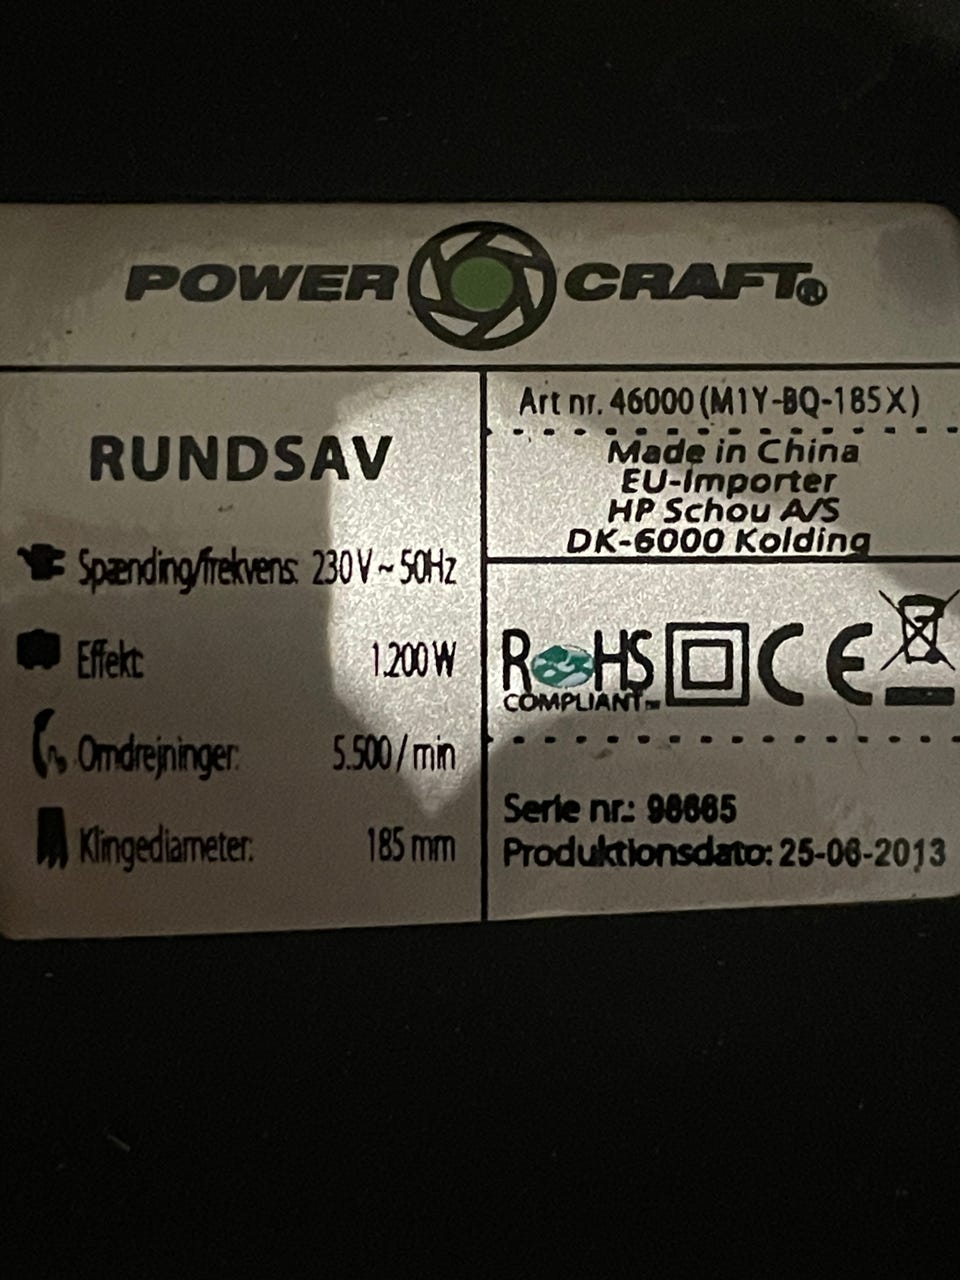 POWER CRAFT®
RUNDSAV
Spænding/frekvens: 230 V ~ 50Hz
Effekt: 1.200 W
Omdrejninger: 5.500 / min
Klingediameter: 185 mm
Art nr. 46000 (M1Y-BQ-185X)
Made in China
EU-Importer
HP Schou A/S
DK-6000 Kolding
RoHS CE
COMPLIANT
Serie nr.:
Produktionsdato: 25-06-2013